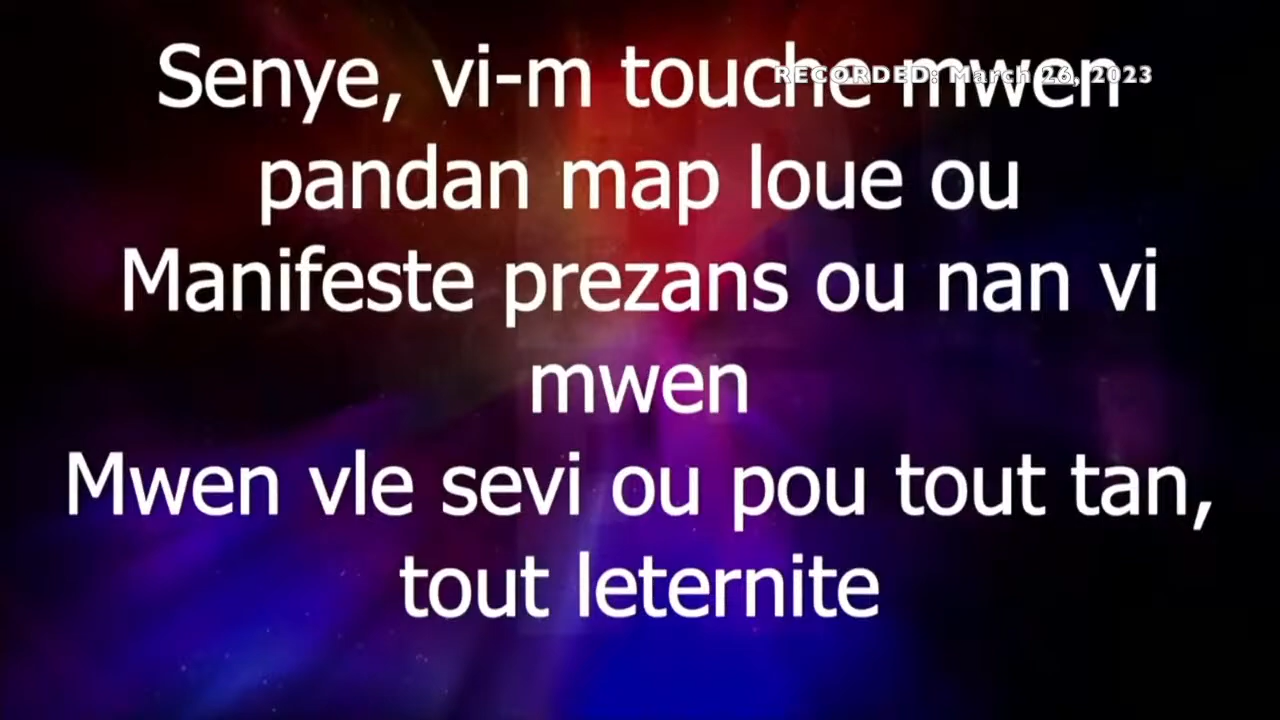 Senye, vi-m touche mwen
RECORDED: March 26, 2023
pandan map loue ou
Manifeste prezans ou nan vi
mwen
Mwen vle sevi ou pou tout tan,
tout leternite